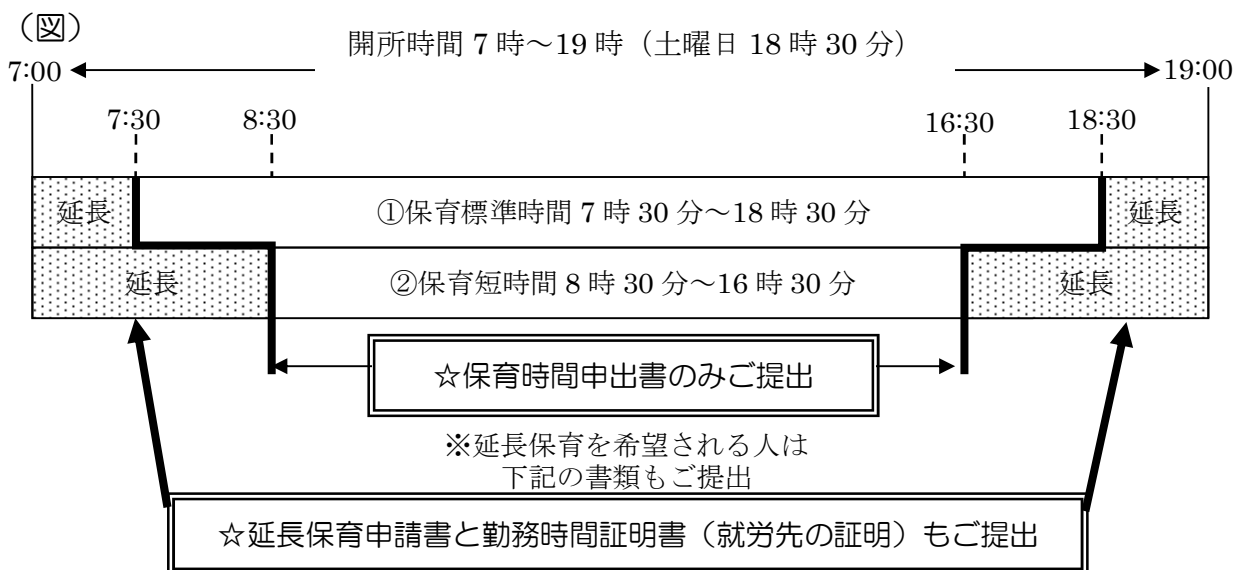 （図）
開所時間 7 時～19 時（土曜日 18 時 30 分）
7:00
19:00
7:30
8:30
16:30
18:30
延長
①保育標準時間 7 時 30 分～18 時 30 分
延長
延長
②保育短時間 8 時 30 分～16 時 30 分
延長
☆保育時間申出書のみご提出
※延長保育を希望される人は
下記の書類もご提出
☆延長保育申請書と勤務時間証明書（就労先の証明）もご提出